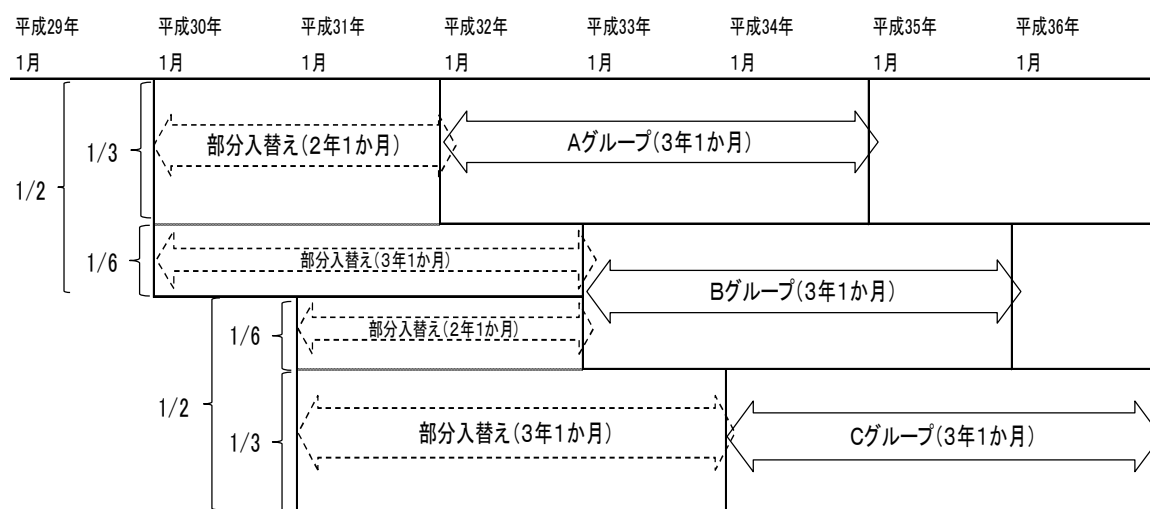 平成29年 平成30年 平成31年 平成32年 平成33年 平成34年 平成35年 平成36年
1月 1月 1月 1月 1月 1月 1月 1月
部分入替え(2年1か月) Aグループ(3年1か月)
1/3
1/2
部分入替え(3年1か月)
1/6
Bグループ(3年1か月)
部分入替え(2年1か月)
1/6
1/2
部分入替え(3年1か月) Cグループ(3年1か月)
1/3